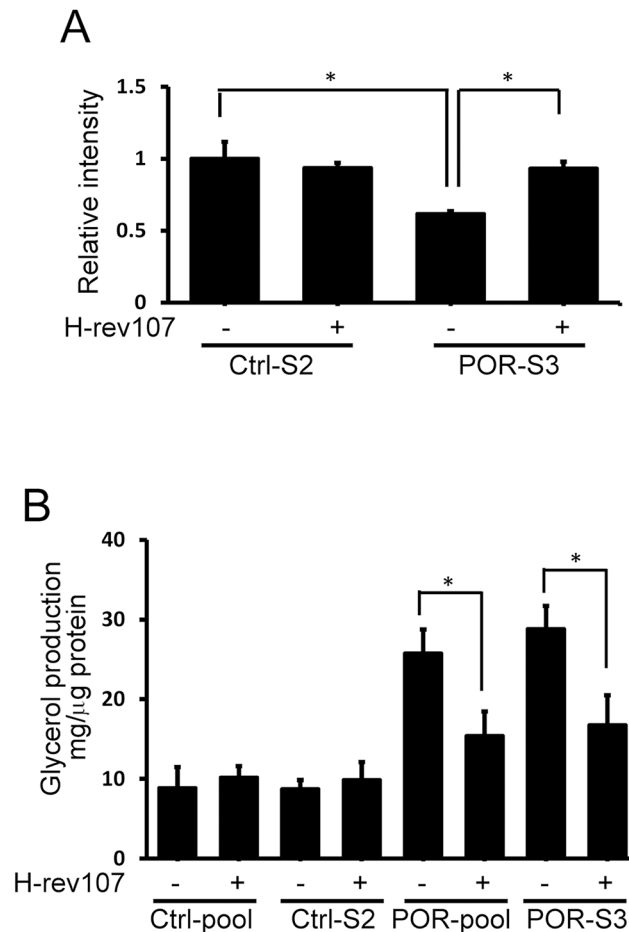 A
Relative intensity
1.5
1
0.5
0
* *
H-rev107 - + - +
Ctrl-S2 POR-S3
B
Glycerol production
mg/μg protein
40
30
20
10
0
* *
H-rev107 - + - + - + - +
Ctrl-pool Ctrl-S2 POR-pool POR-S3